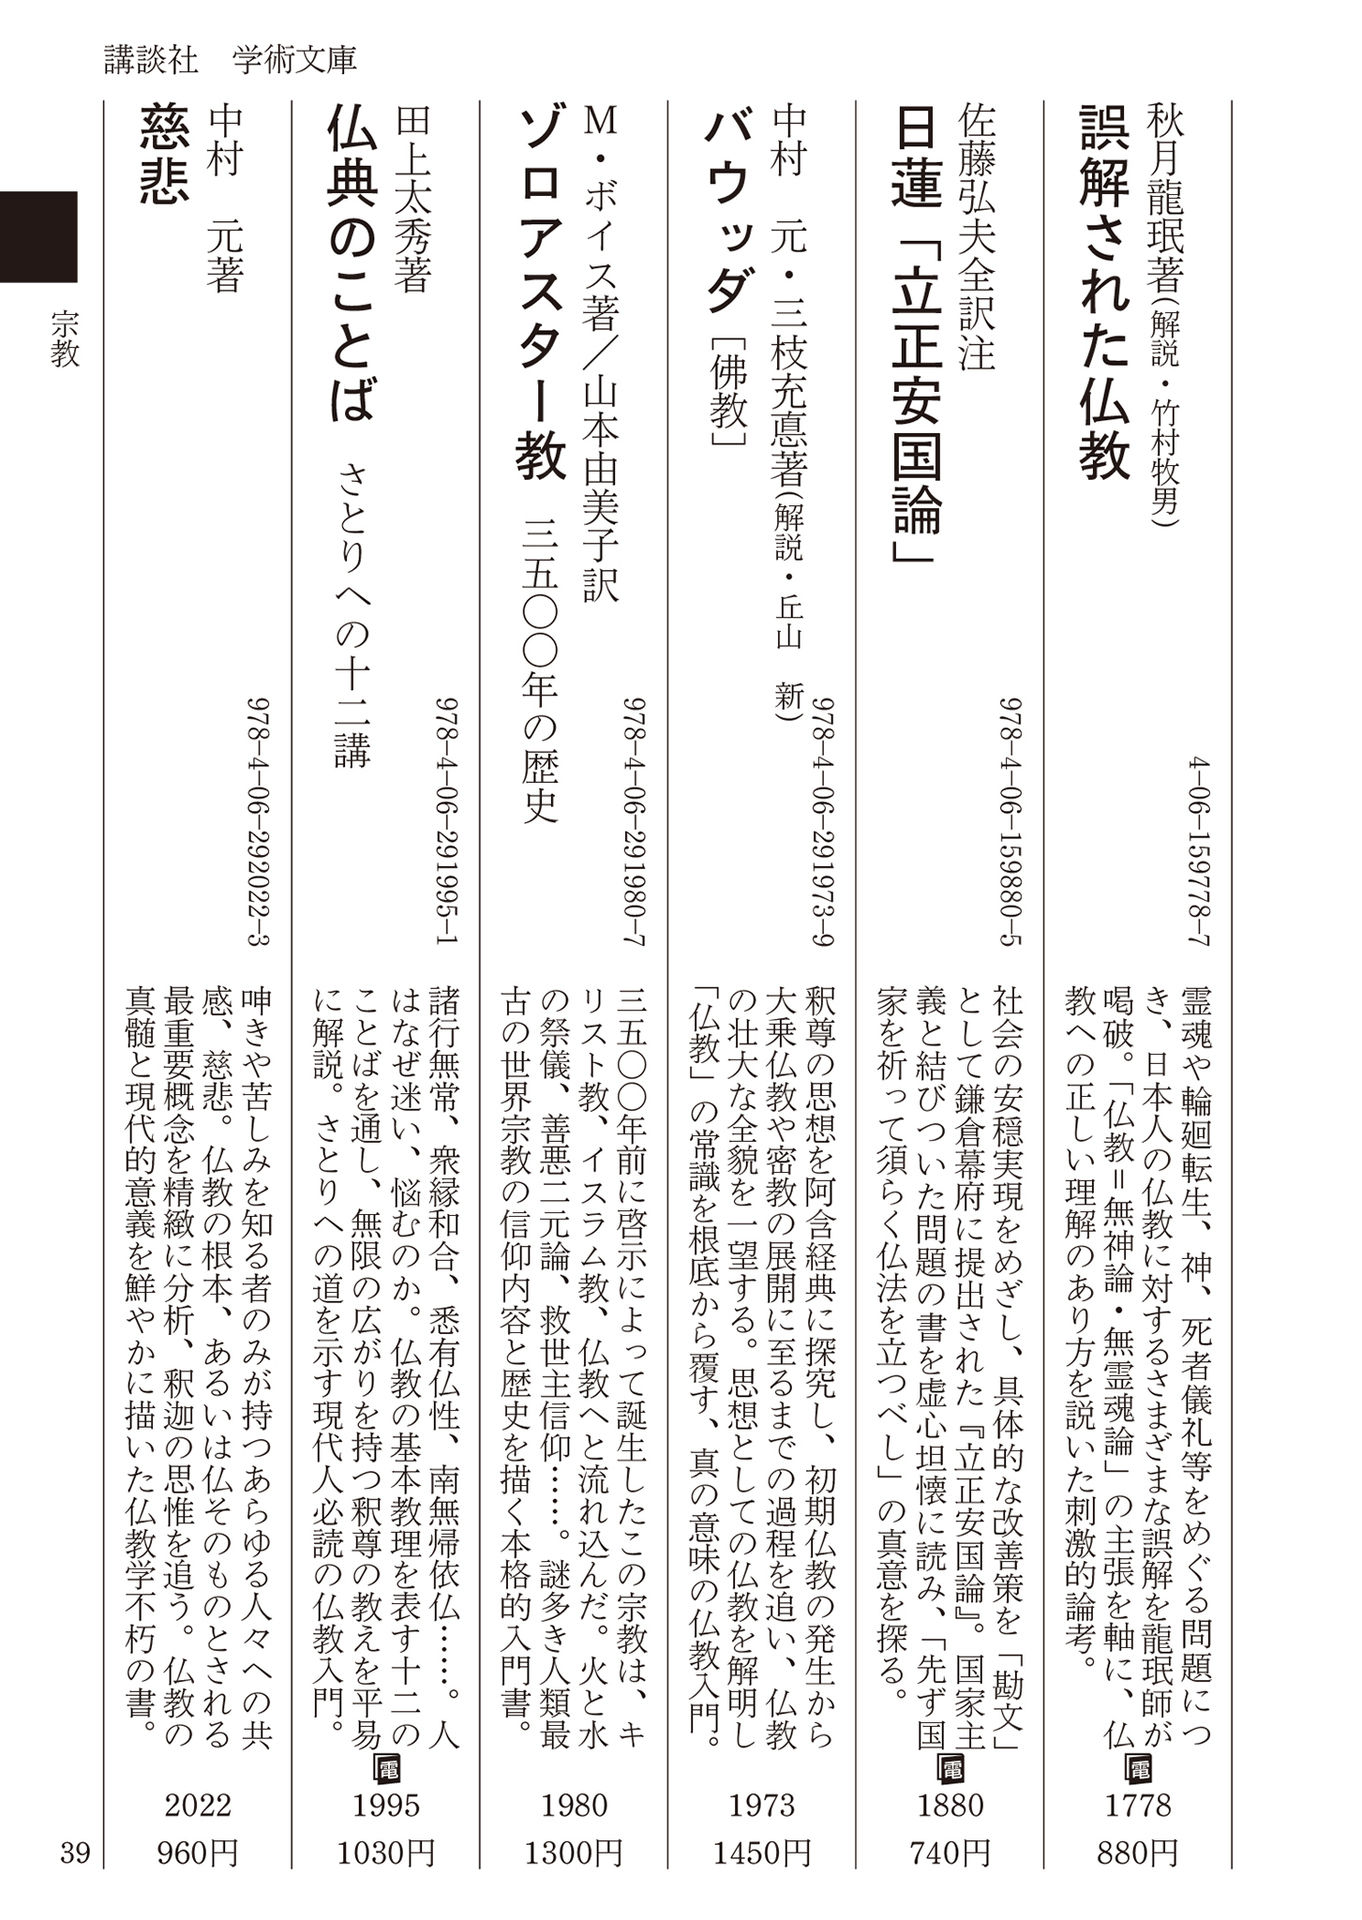 講談社　学術文庫
秋月龍珉著(解説・竹村牧男)
誤解された仏教
4-06-159778-7
霊魂や輪廻転生、神、死者儀礼等をめぐる問題につ
き、日本人の仏教に対するさまざまな誤解を龍珉師が
喝破。「仏教＝無神論・無霊魂論」の主張を軸に、仏
教への正しい理解のあり方を説いた刺激的論考。
電
1778
880円
佐藤弘夫全訳注
日蓮「立正安国論」
978-4-06-159880-5
社会の安穏実現をめざし、具体的な改善策を「勘文」
として鎌倉幕府に提出された『立正安国論』。国家主
義と結びついた問題の書を虚心坦懐に読み、「先ず国
家を祈って須らく仏法を立つべし」の真意を探る。
電
1880
740円
中村　元・三枝充悳著(解説・丘山　新)
バウッダ［佛教］
978-4-06-291973-9
釈尊の思想を阿含経典に探究し、初期仏教の発生から
大乗仏教や密教の展開に至るまでの過程を追い、仏教
の壮大な全貌を一望する。思想としての仏教を解明し
「仏教」の常識を根底から覆す、真の意味の仏教入門。
1973
1450円
M・ボイス著／山本由美子訳
ゾロアスター教　三五〇〇年の歴史
978-4-06-291980-7
三五〇〇年前に啓示によって誕生したこの宗教は、キ
リスト教、イスラム教、仏教へと流れ込んだ。火と水
の祭儀、善悪二元論、救世主信仰……。謎多き人類最
古の世界宗教の信仰内容と歴史を描く本格的入門書。
1980
1300円
田上太秀著
仏典のことば　さとりへの十二講
978-4-06-291995-1
諸行無常、衆縁和合、悉有仏性、南無帰依仏……。人
はなぜ迷い、悩むのか。仏教の基本教理を表す十二の
ことばを通し、無限の広がりを持つ釈尊の教えを平易
に解説。さとりへの道を示す現代人必読の仏教入門。
電
1995
1030円
中村　元著
慈悲
978-4-06-292022-3
呻きや苦しみを知る者のみが持つあらゆる人々への共
感、慈悲。仏教の根本、あるいは仏そのものとされる
最重要概念を精緻に分析、釈迦の思惟を追う。仏教の
真髄と現代的意義を鮮やかに描いた仏教学不朽の書。
2022
960円
宗教
39